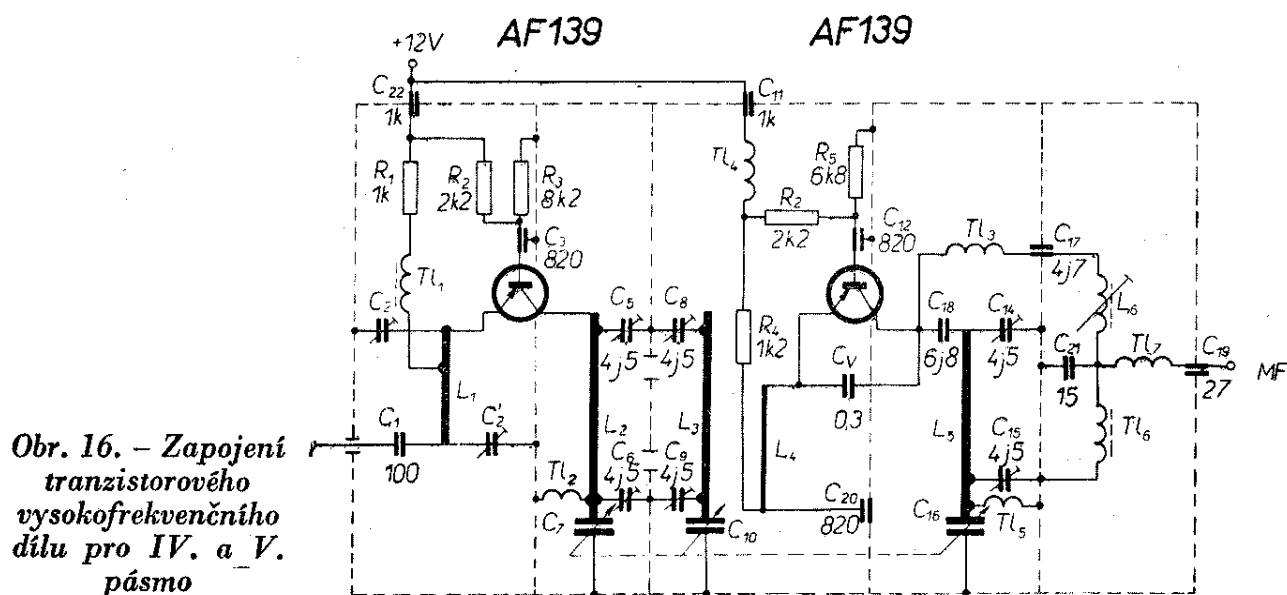 AF139
AF139
+12V
C22
1k
C11
1k
R1
1k
R2
2k2
R3
8k2
Tl4
R5
6k8
R2
2k2
C3
820
C12
820
Tl3
C17
4j7
Tl1
C2
C5
4j5
C8
4j5
R4
1k2
C18
6j8
C14
4j5
L6
CV
0,3
C21
15
Tl7
C19
27
MF
L1
C1
100
C'2
L2
L3
L4
L5
C6
4j5
C9
4j5
C15
4j5
Tl6
Tl2
C7
C10
C20
820
C16
Tl5
Obr. 16. – Zapojení
tranzistorového
vysokofrekvenčního
dílu pro IV. a V.
pásmo